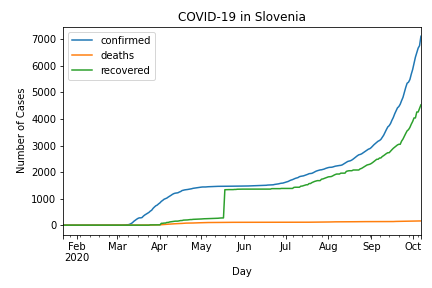 COVID-19 in Slovenia
confirmed
deaths
recovered
Number of Cases
7000
6000
5000
4000
3000
2000
1000
0
Feb Mar Apr May Jun Jul Aug Sep Oct
2020
Day